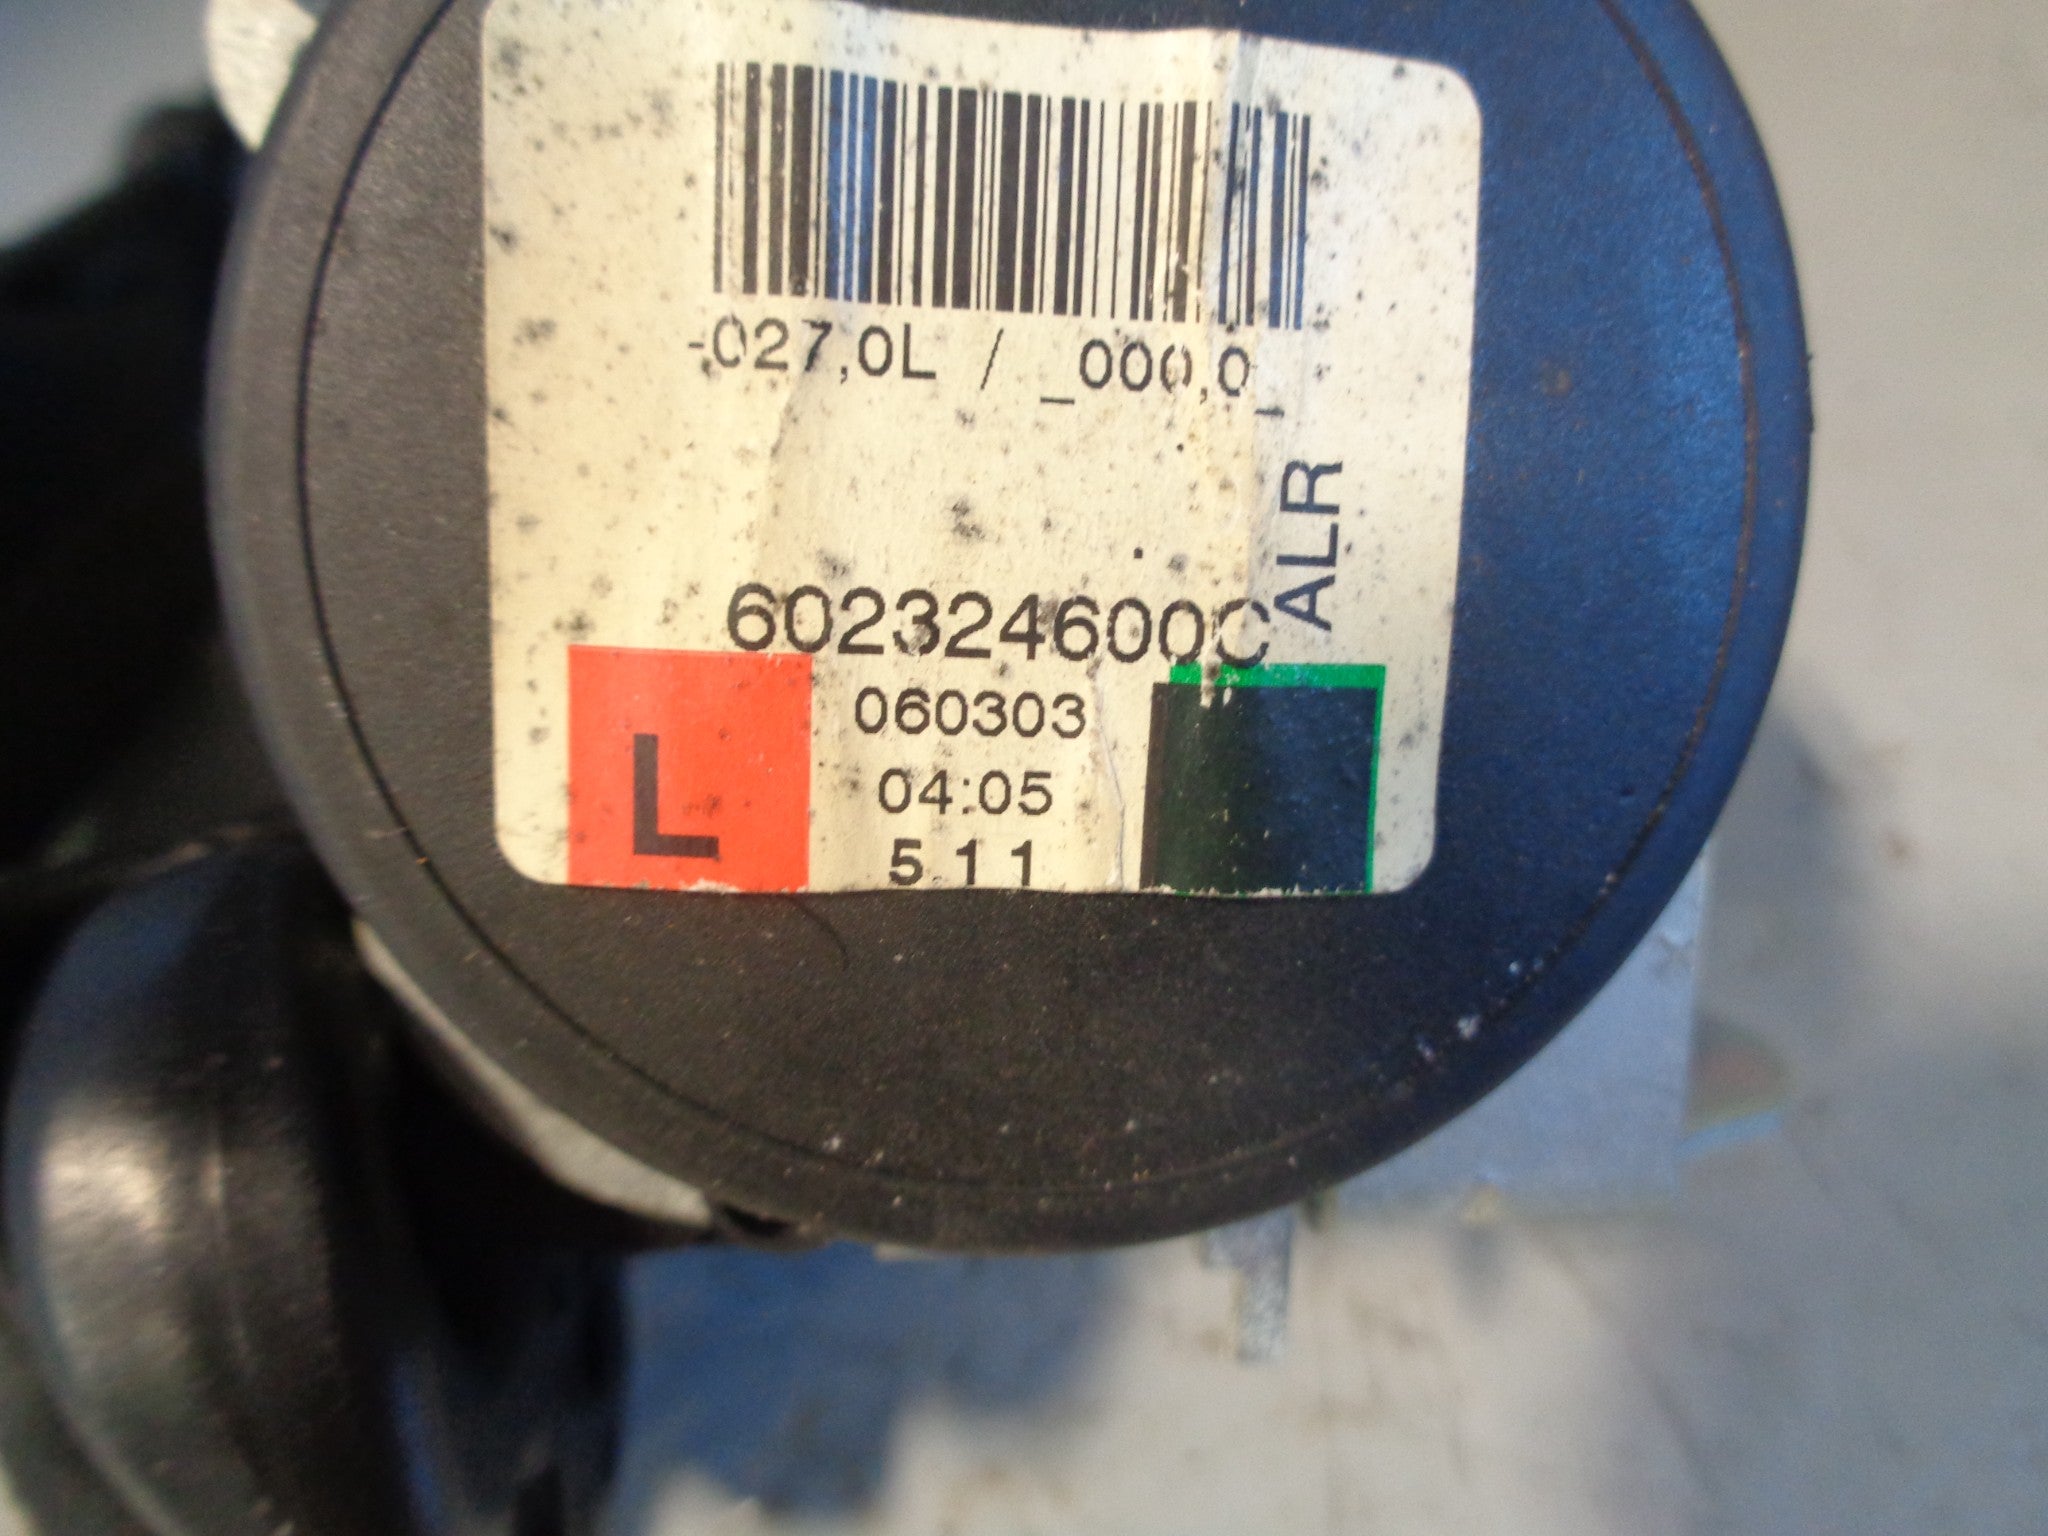 -027,0L / _000,0_
ALR
602324600C
060303
04:05
L
511